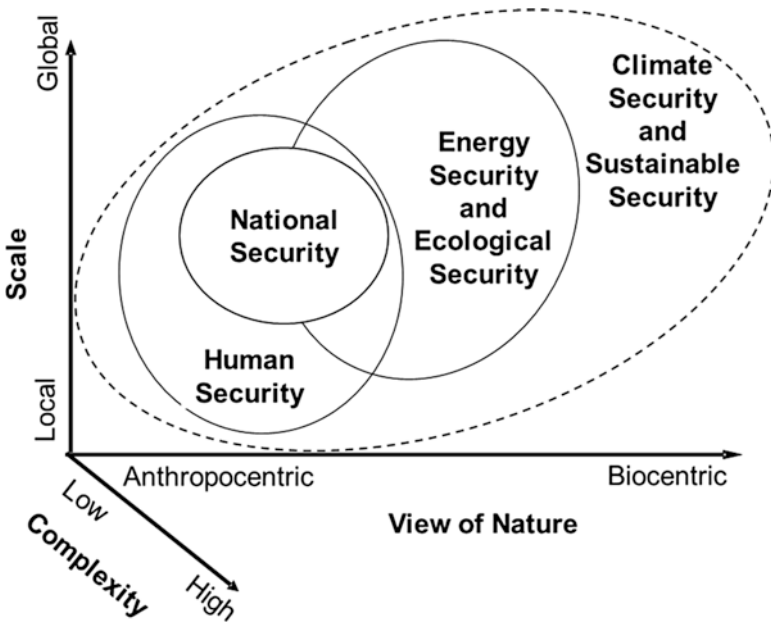 Global
Climate
Security
and
Sustainable
Security
Energy
Security
and
Ecological
Security
National
Security
Scale
Human
Security
Local
Anthropocentric
Biocentric
Low
View of Nature
Complexity
High